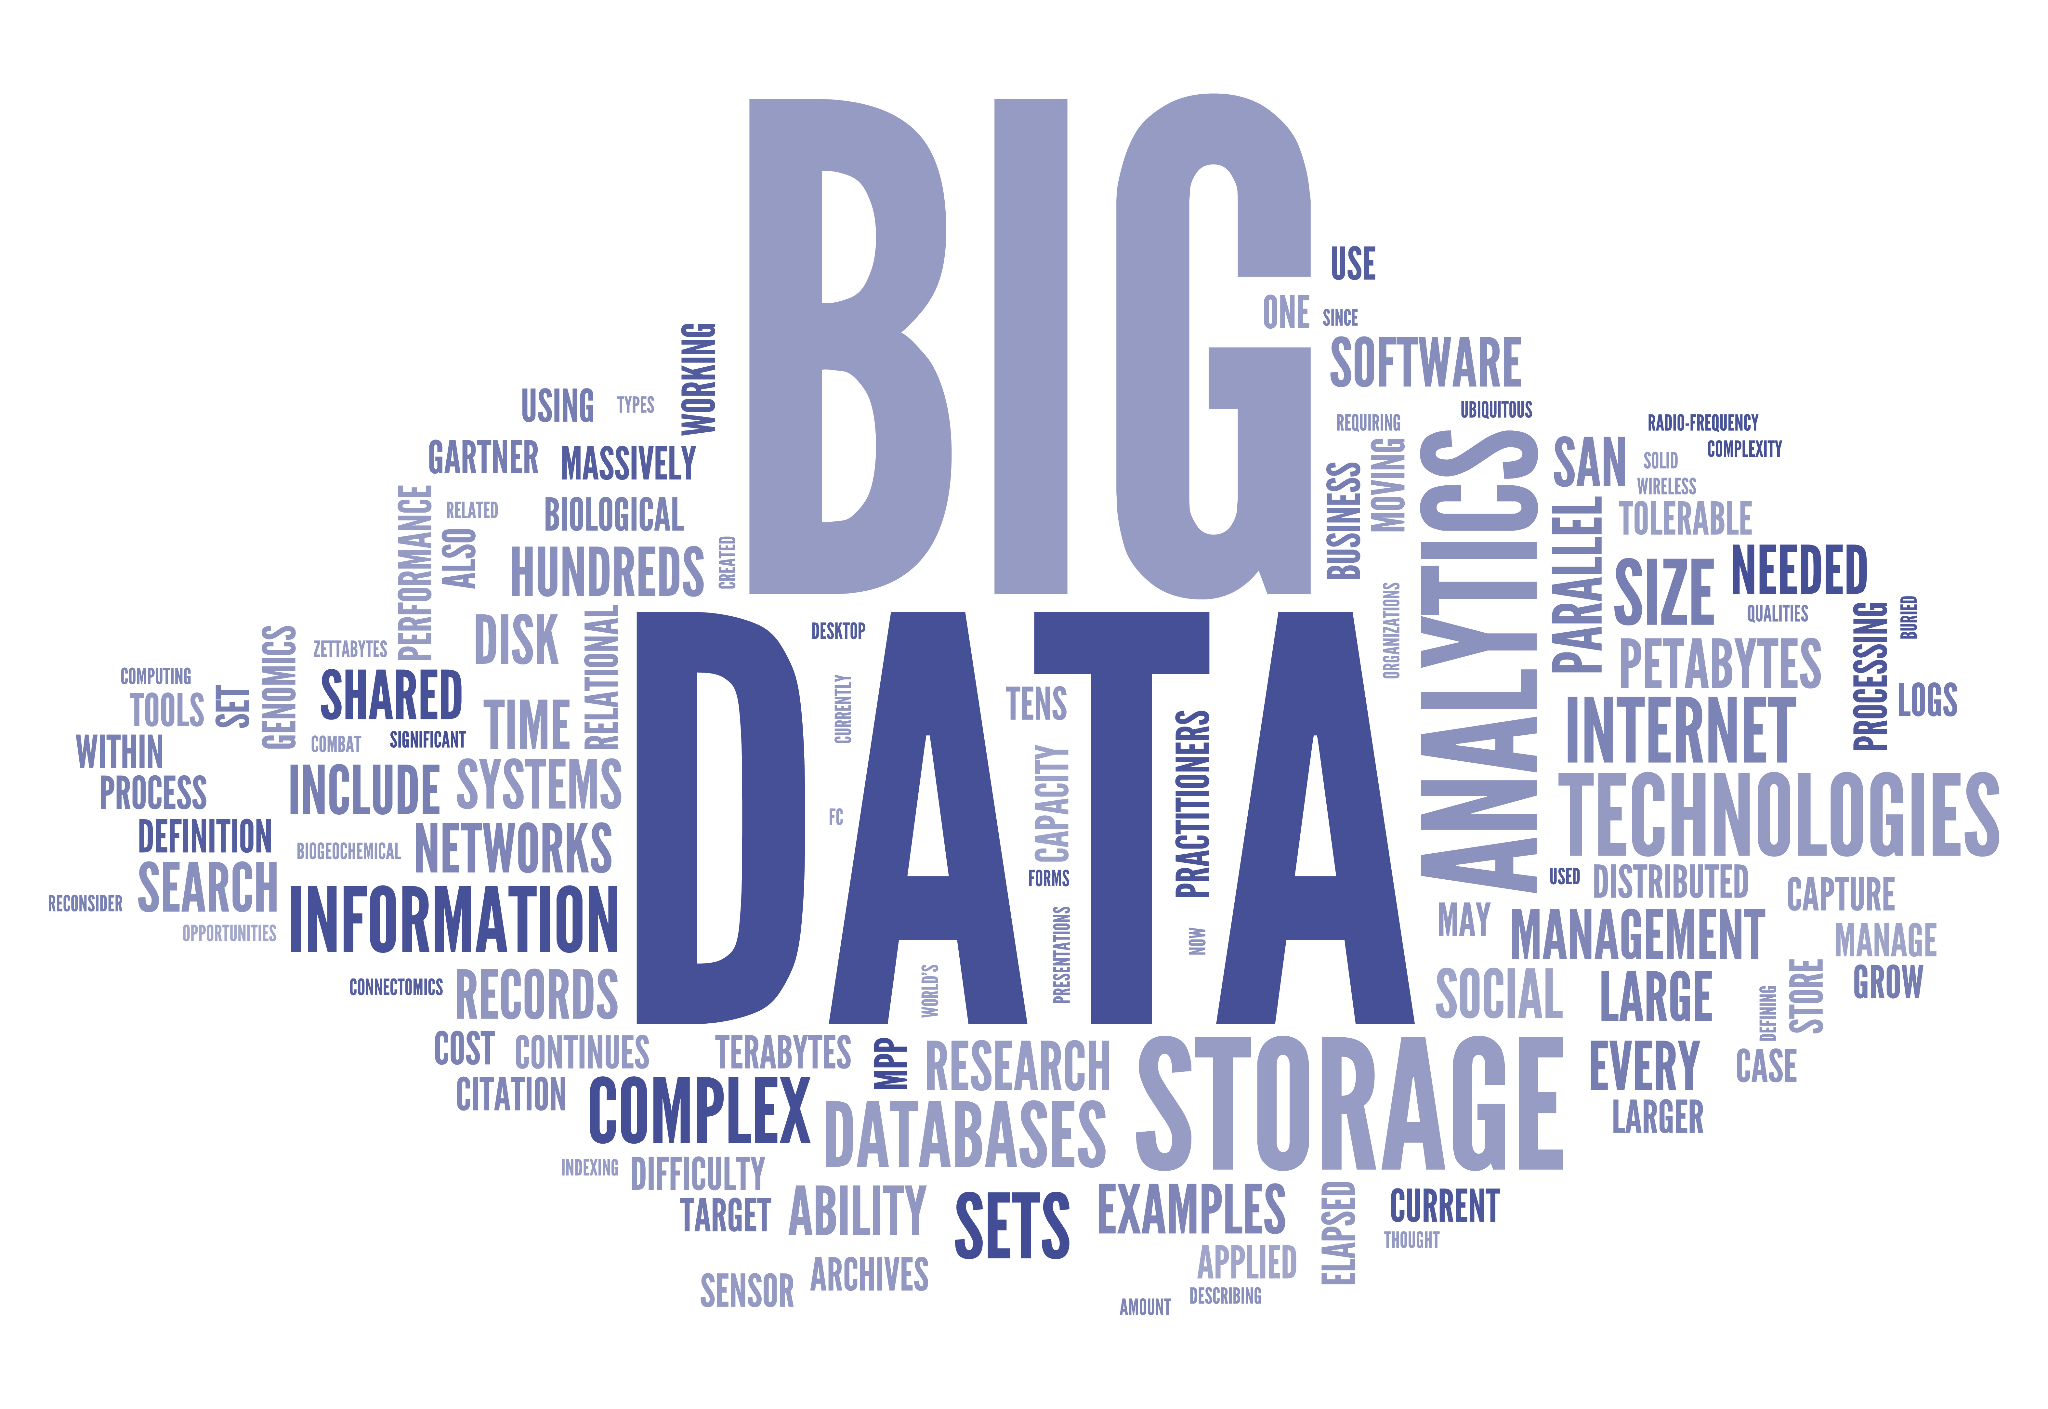 BIG
DATA
USE
ONE
SINCE
SOFTWARE
WORKING
USING
TYPES
UBIQUITOUS
REQUIRING
RADIO-FREQUENCY
COMPLEXITY
GARTNER
MASSIVELY
BUSINESS
MOVING
ANALYTICS
SAN
SOLID
WIRELESS
PERFORMANCE
RELATED
BIOLOGICAL
PARALLEL
TOLERABLE
ALSO
HUNDREDS
CREATED
SIZE
NEEDED
QUALITIES
BURIED
ORGANIZATIONS
DISK
RELATIONAL
DESKTOP
PETABYTES
PROCESSING
GENOMICS
ZETTABYTES
COMPUTING
TOOLS
SET
SHARED
TIME
CURRENTLY
TENS
PRACTITIONERS
INTERNET
LOGS
WITHIN
COMBAT
SIGNIFICANT
PROCESS
INCLUDE
SYSTEMS
CAPACITY
TECHNOLOGIES
FC
DEFINITION
BIOGEOCHEMICAL
NETWORKS
SEARCH
FORMS
USED
DISTRIBUTED
CAPTURE
RECONSIDER
INFORMATION
PRESENTATIONS
NOW
MAY
MANAGEMENT
MANAGE
OPPORTUNITIES
CONNECTOMICS
RECORDS
WORLD'S
SOCIAL
LARGE
DEFINING
STORE
GROW
COST
CONTINUES
TERABYTES
MPP
RESEARCH
STORAGE
EVERY
CASE
CITATION
COMPLEX
DATABASES
LARGER
INDEXING
DIFFICULTY
TARGET
ABILITY
SETS
EXAMPLES
ELAPSED
CURRENT
THOUGHT
SENSOR
ARCHIVES
APPLIED
DESCRIBING
AMOUNT